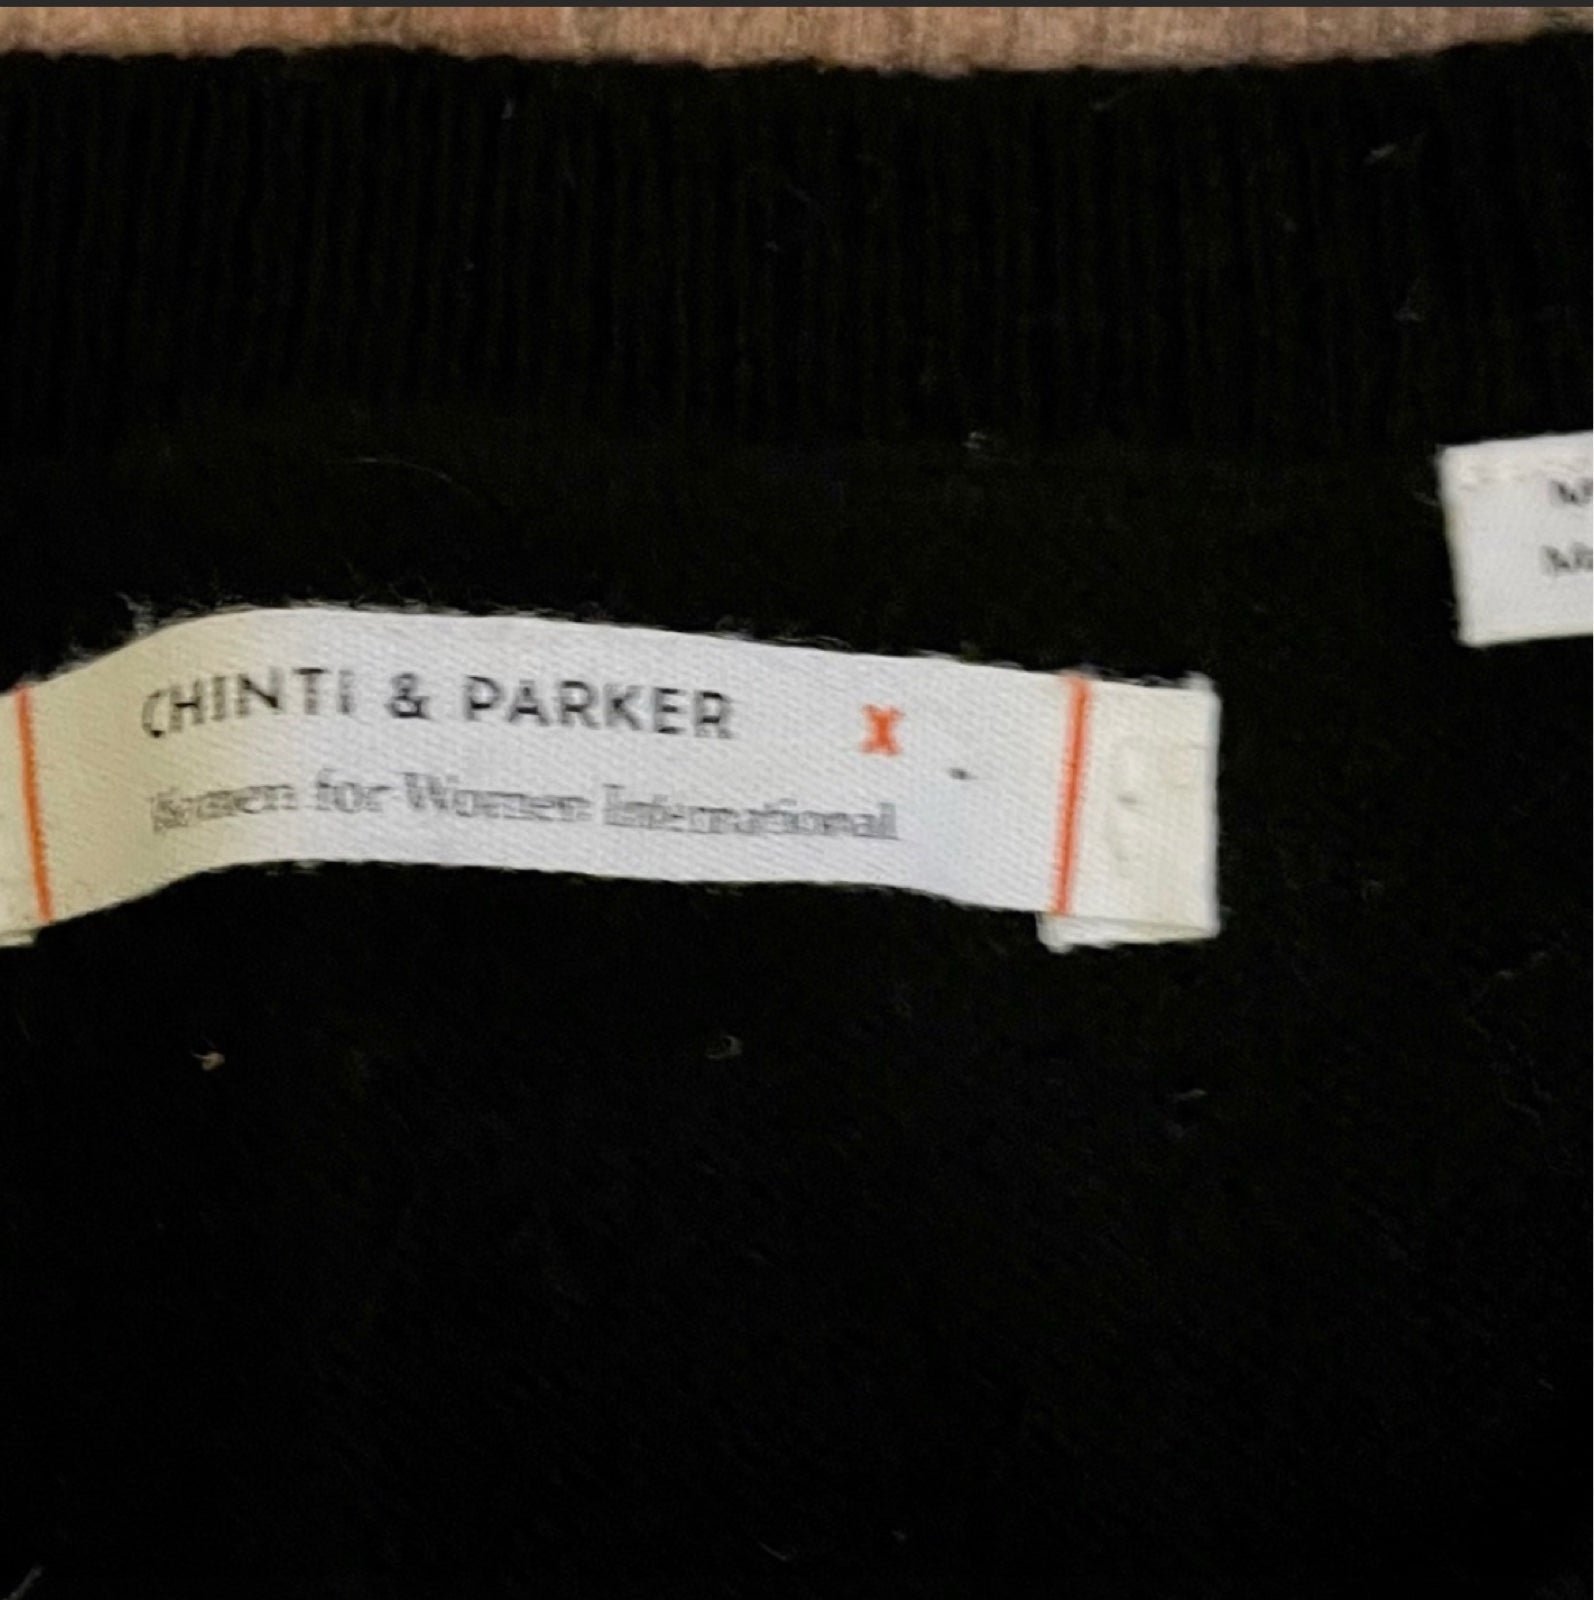 CHINTI & PARKER X
Women for Women International